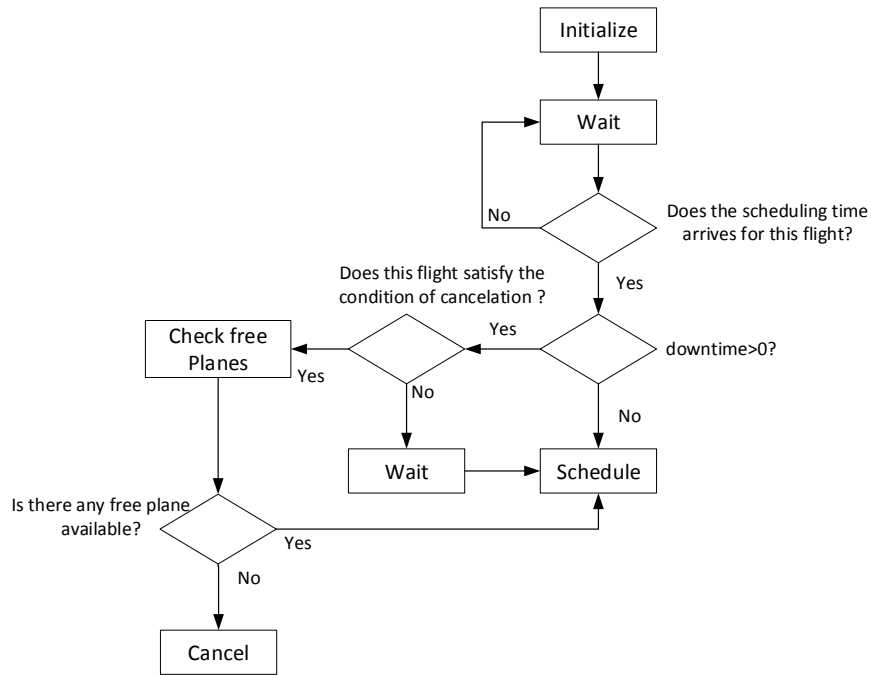 Initialize
Wait
No
Does the scheduling time
arrives for this flight?
Yes
Does this flight satisfy the
condition of cancelation ?
Yes
downtime>0?
Check free
Planes
Yes
No
No
Wait
Schedule
Is there any free plane
available?
Yes
No
Cancel